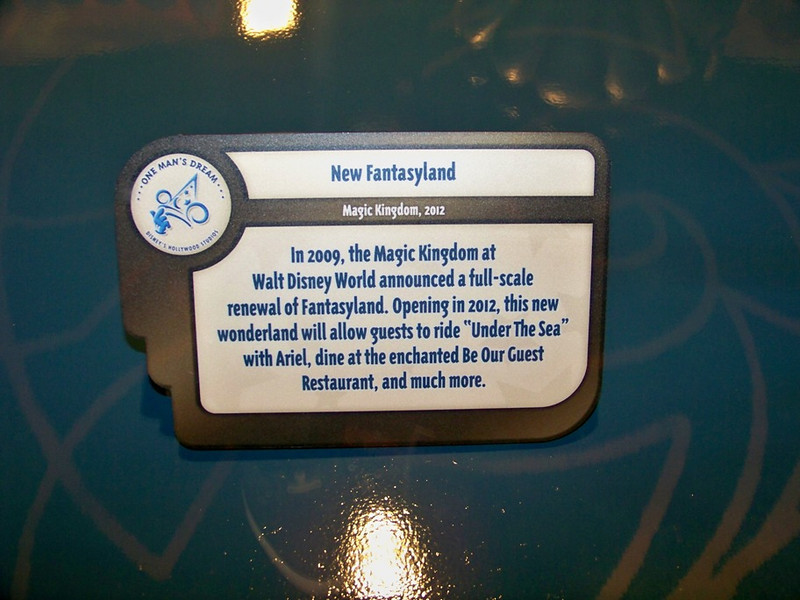 • • • ONE MAN'S DREAM • • •
DISNEY'S HOLLYWOOD STUDIOS
New Fantasyland
Magic Kingdom, 2012
In 2009, the Magic Kingdom at
Walt Disney World announced a full-scale
renewal of Fantasyland. Opening in 2012, this new
wonderland will allow guests to ride “Under The Sea”
with Ariel, dine at the enchanted Be Our Guest
Restaurant, and much more.